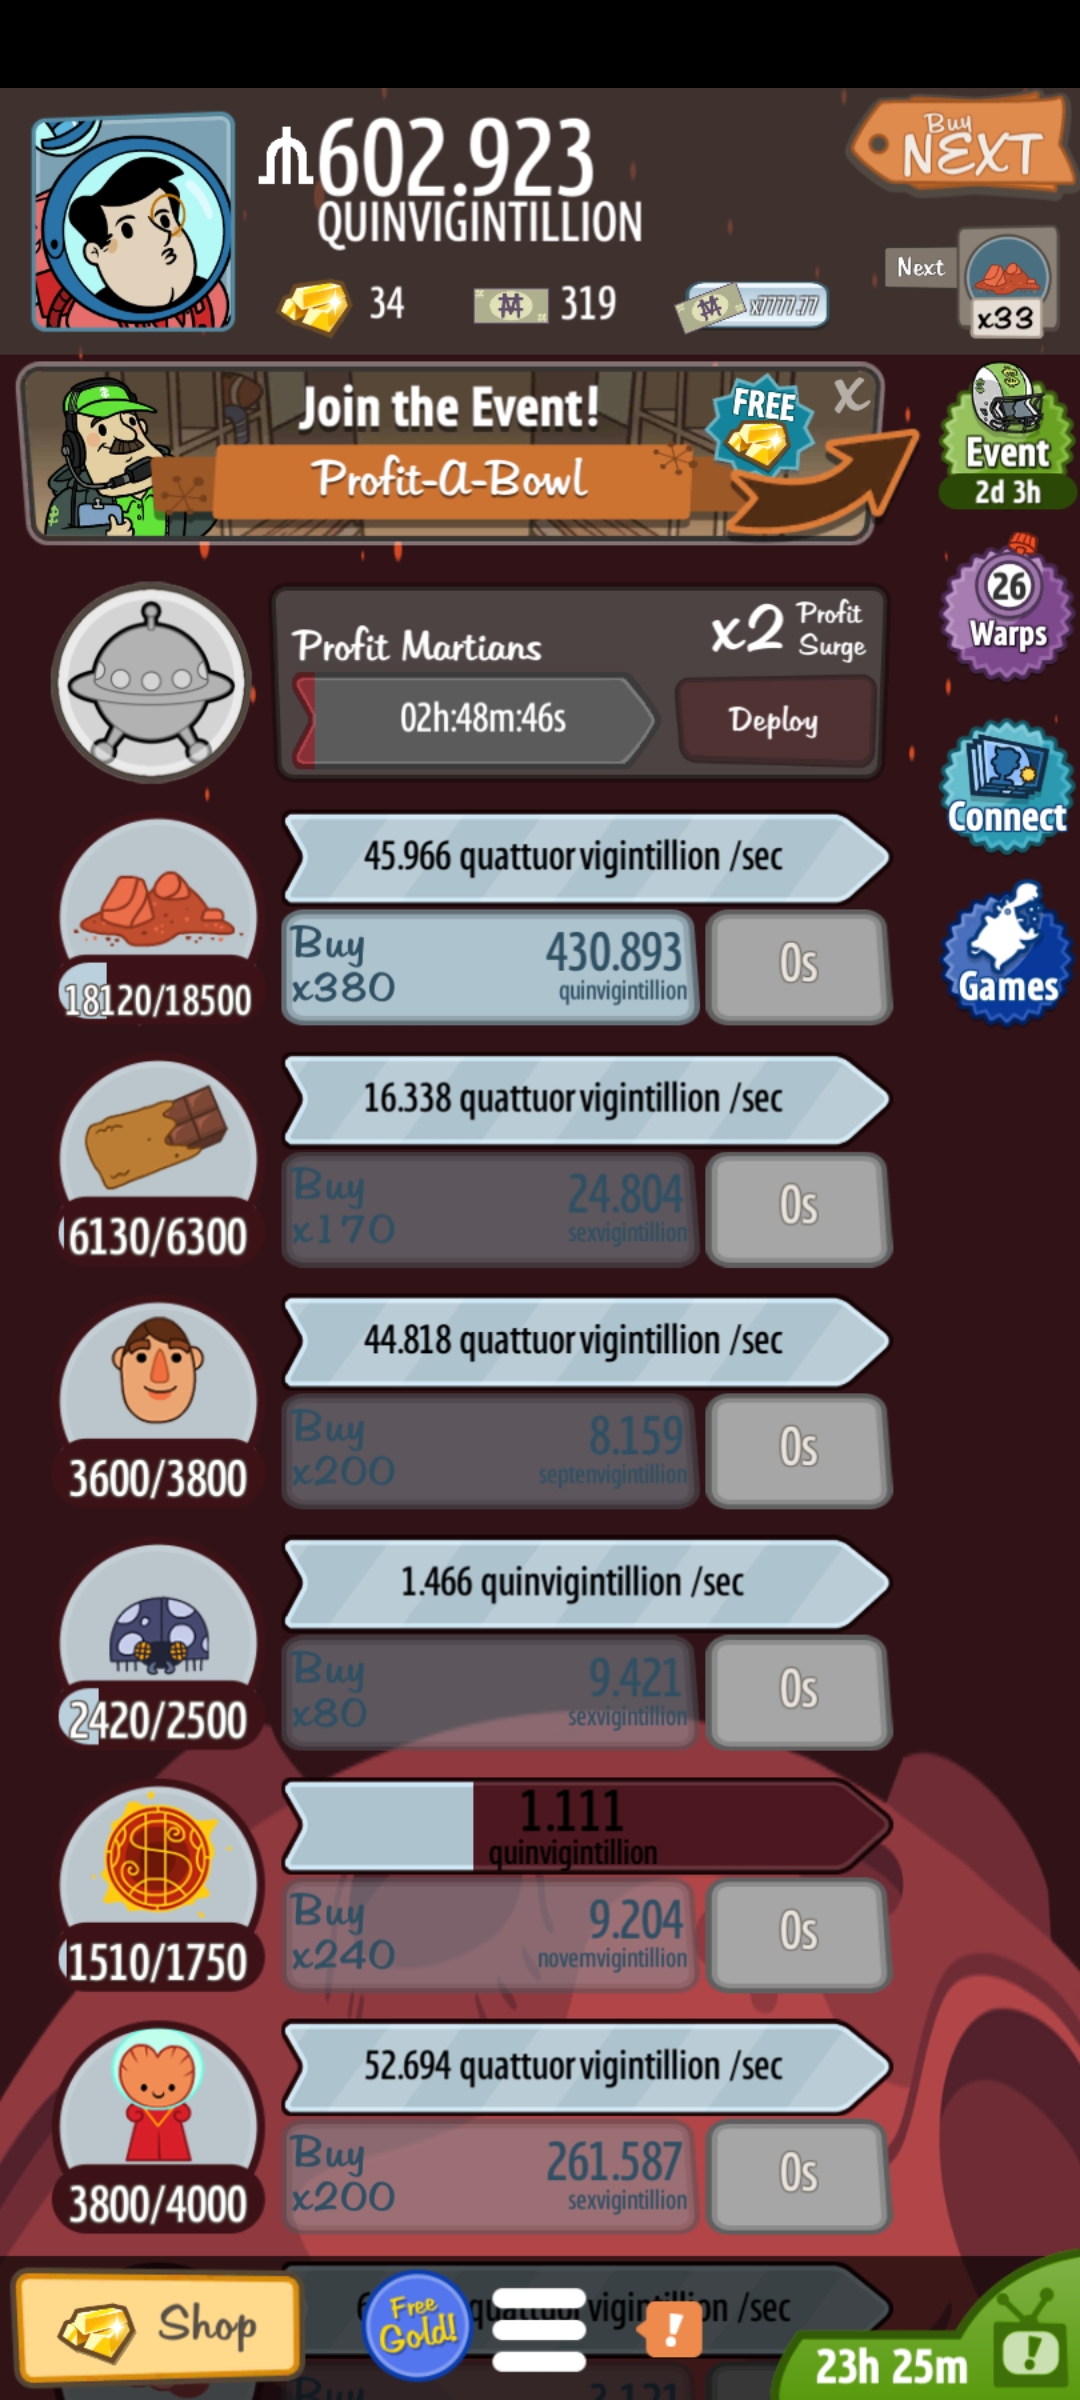 602.923
QUINVIGINTILLION
Buy
NEXT
34
319
x7777.77
Next
x33
Join the Event!
FREE
X
Profit-A-Bowl
Event
2d 3h
26
Warps
Profit Martians
x2 Profit Surge
02h:48m:46s
Deploy
Connect
45.966 quattuorvigintillion /sec
Buy
x380
430.893
quinvigintillion
0s
18120/18500
Games
16.338 quattuorvigintillion /sec
Buy
x170
24.804
sexvigintillion
0s
6130/6300
44.818 quattuorvigintillion /sec
Buy
x200
8.159
septenvigintillion
0s
3600/3800
1.466 quinvigintillion /sec
Buy
x80
9.421
sexvigintillion
0s
2420/2500
1.111
quinvigintillion
Buy
x240
9.204
novemvigintillion
0s
1510/1750
52.694 quattuorvigintillion /sec
Buy
x200
261.587
sexvigintillion
0s
3800/4000
Shop
Free
Gold!
/sec
!
23h 25m
!
Buy
3.121